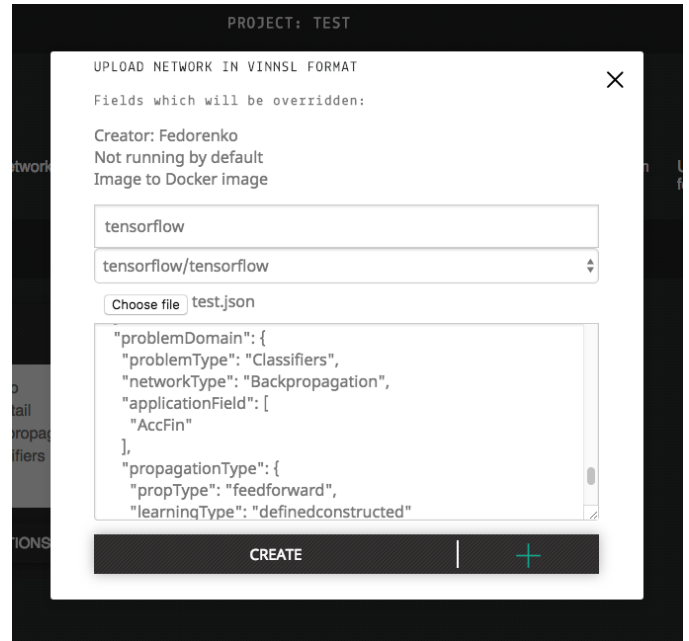 PROJECT: TEST
UPLOAD NETWORK IN VINNSL FORMAT
Fields which will be overridden:
Creator: Fedorenko
Not running by default
Image to Docker image
tensorflow
tensorflow/tensorflow
Choose file test.json
"problemDomain": {
"problemType": "Classifiers",
"networkType": "Backpropagation",
"applicationField": [
"AccFin"
],
"propagationType": {
"propType": "feedforward",
"learningType": "definedconstructed"
CREATE